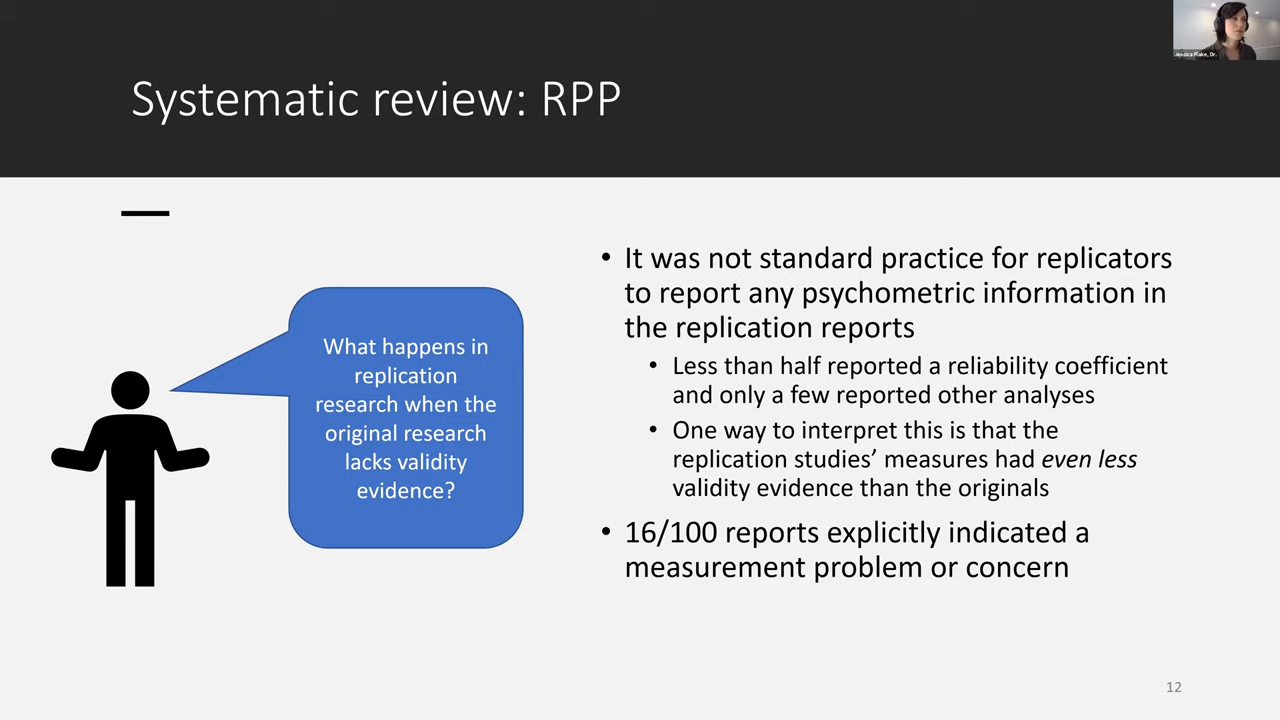 Jessica Flake, Dr.
Systematic review: RPP
What happens in
replication
research when the
original research
lacks validity
evidence?
• It was not standard practice for replicators
to report any psychometric information in
the replication reports
• Less than half reported a reliability coefficient
and only a few reported other analyses
• One way to interpret this is that the
replication studies’ measures had even less
validity evidence than the originals
• 16/100 reports explicitly indicated a
measurement problem or concern
12